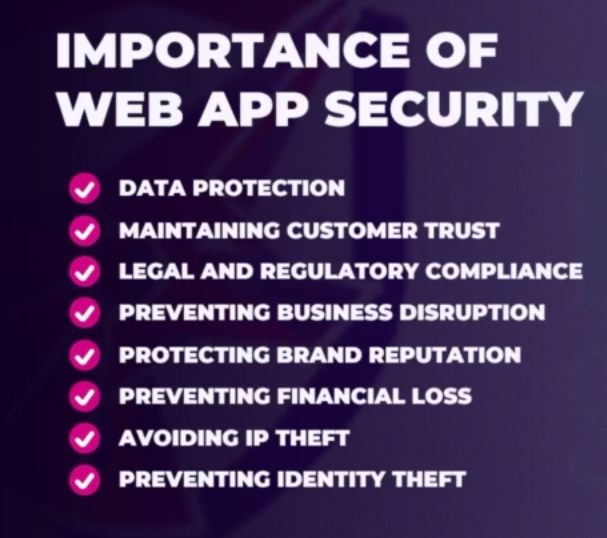 IMPORTANCE OF
WEB APP SECURITY
DATA PROTECTION
MAINTAINING CUSTOMER TRUST
LEGAL AND REGULATORY COMPLIANCE
PREVENTING BUSINESS DISRUPTION
PROTECTING BRAND REPUTATION
PREVENTING FINANCIAL LOSS
AVOIDING IP THEFT
PREVENTING IDENTITY THEFT